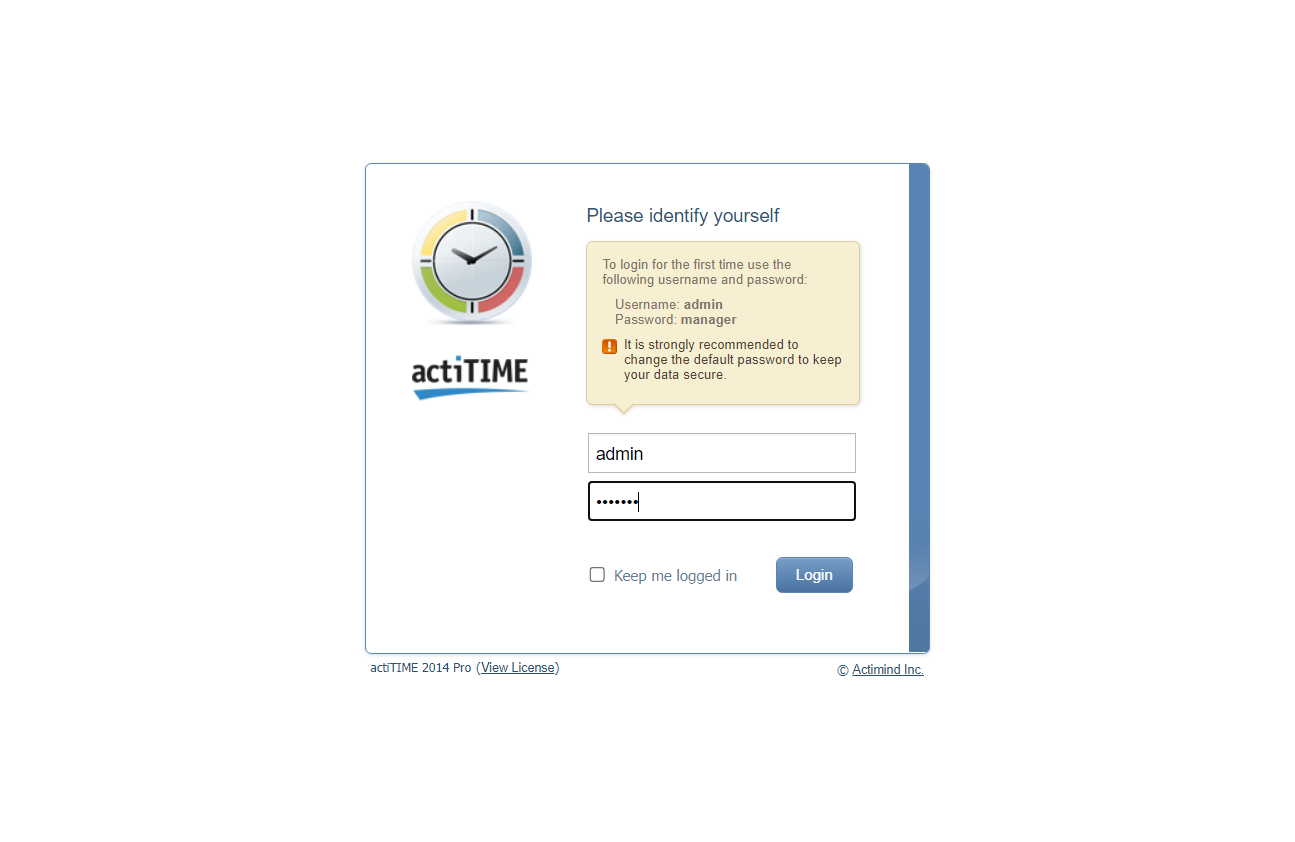 Please identify yourself
To login for the first time use the
following username and password:
Username: admin
Password: manager
It is strongly recommended to
change the default password to keep
your data secure.
actiTIME
admin
•••••••
Keep me logged in
Login
actiTIME 2014 Pro (View License)
© Actimind Inc.